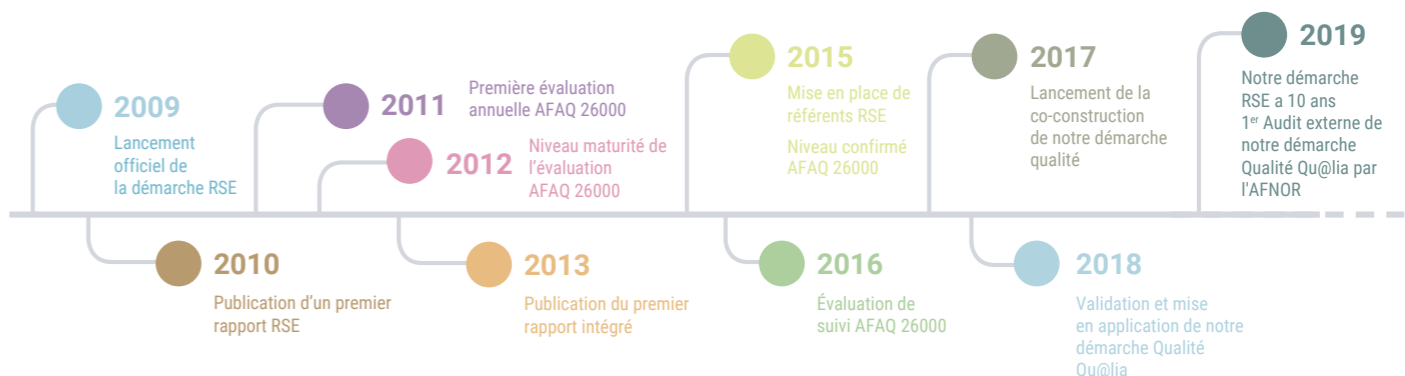 2009
Lancement
officiel de
la démarche RSE
2010
Publication d'un premier
rapport RSE
2011
Première évaluation
annuelle AFAQ 26000
2012
Niveau maturité de
l'évaluation
AFAQ 26000
2013
Publication du premier
rapport intégré
2015
Mise en place de
référents RSE
Niveau confirmé
AFAQ 26000
2016
Évaluation de
suivi AFAQ 26000
2017
Lancement de la
co-construction
de notre démarche
qualité
2018
Validation et mise
en application de notre
démarche Qualité
Qu@lia
2019
Notre démarche
RSE a 10 ans
1er Audit externe de
notre démarche
Qualité Qu@lia par
l'AFNOR